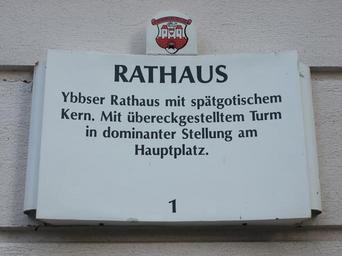 RATHAUS
Ybbser Rathaus mit spätgotischem
Kern. Mit übereckgestelltem Turm
in dominanter Stellung am
Hauptplatz.
1